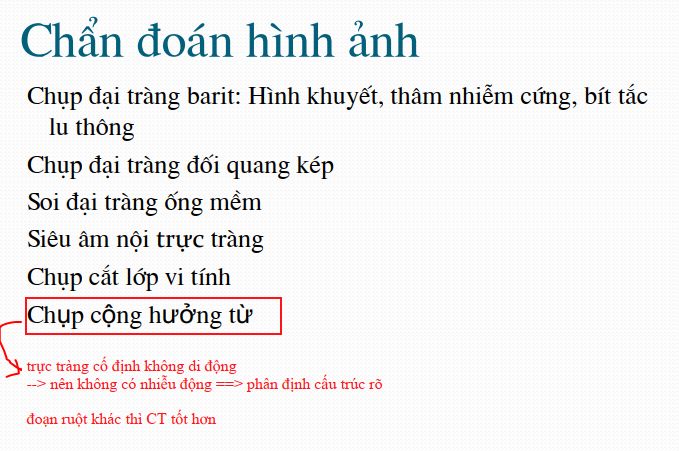 Chẩn đoán hình ảnh
Chụp đại tràng barit: Hình khuyết, thâm nhiễm cứng, bít tắc
lu thông
Chụp đại tràng đối quang kép
Soi đại tràng ống mềm
Siêu âm nội trực tràng
Chụp cắt lớp vi tính
Chụp cộng hưởng từ
trực tràng cố định không di động
--> nên không có nhiễu động ==> phân định cấu trúc rõ
đoạn ruột khác thì CT tốt hơn